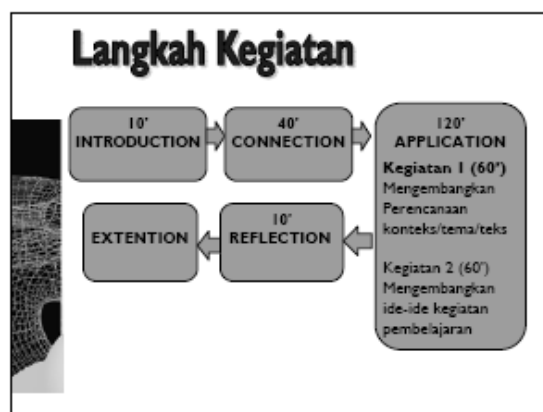 Langkah Kegiatan
10'
INTRODUCTION
40'
CONNECTION
120'
APPLICATION
Kegiatan 1 (60')
Mengembangkan
Perencanaan
konteks/tema/teks
Kegiatan 2 (60')
Mengembangkan
ide-ide kegiatan
pembelajaran
10'
REFLECTION
EXTENTION